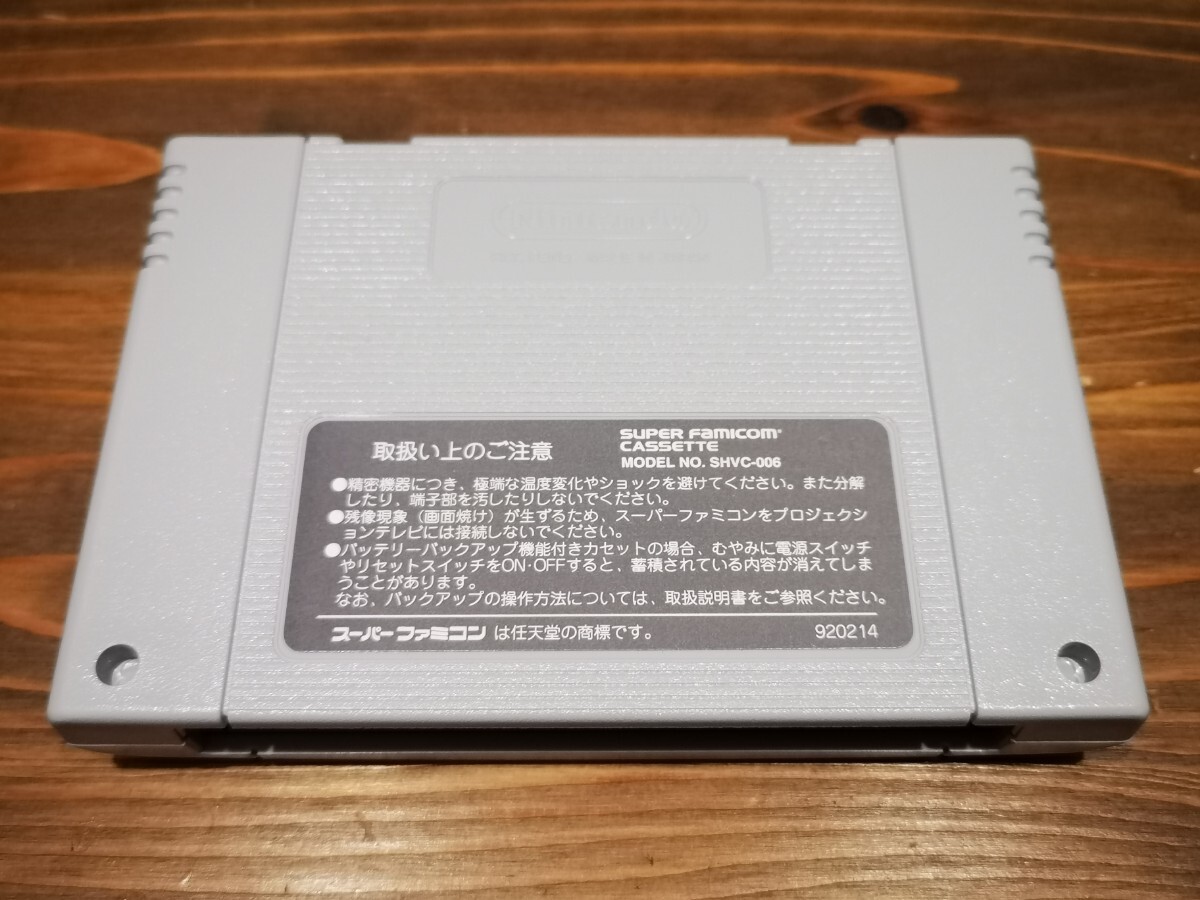 取扱い上のご注意
SUPER FAMICOM
CASSETTE
MODEL NO. SHVC-006
●精密機器につき、極端な温度変化やショックを避けてください。また分解
したり、端子部を汚したりしないでください。
●残像現象（画面焼け）が生ずるため、スーパーファミコンをプロジェクシ
ョンテレビには接続しないでください。
●バッテリーバックアップ機能付きカセットの場合、むやみに電源スイッチ
やリセットスイッチをON・OFFすると、蓄積されている内容が消えてしま
うことがあります。
なお、バックアップの操作方法については、取扱説明書をご参照ください。
スーパーファミコン は任天堂の商標です。 920214